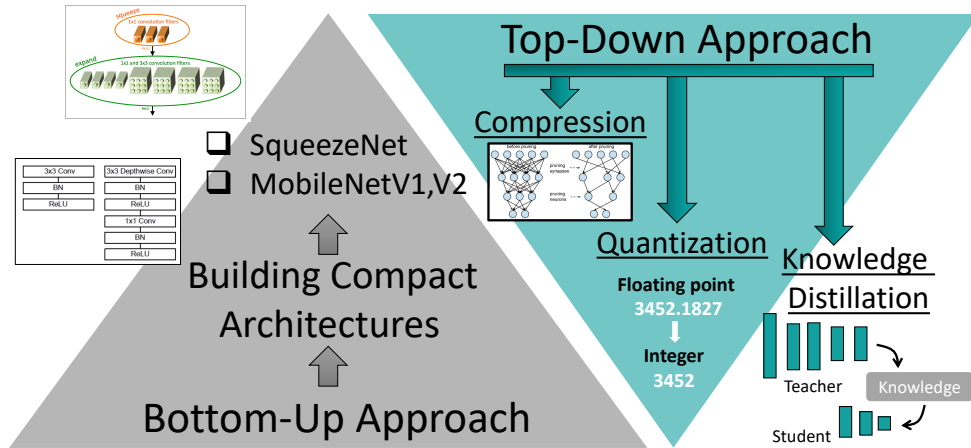 squeeze
1x1 convolution filters
ReLU
expand
1x1 and 3x3 convolution filters
ReLU
3x3 Conv
BN
ReLU
3x3 Depthwise Conv
BN
ReLU
1x1 Conv
BN
ReLU
SqueezeNet
MobileNetV1,V2
Building Compact
Architectures
Bottom-Up Approach
Top-Down Approach
Compression
before pruning
after pruning
pruning
synapses
pruning
neurons
Quantization
Floating point
3452.1827
Integer
3452
Knowledge
Distillation
Teacher
Knowledge
Student